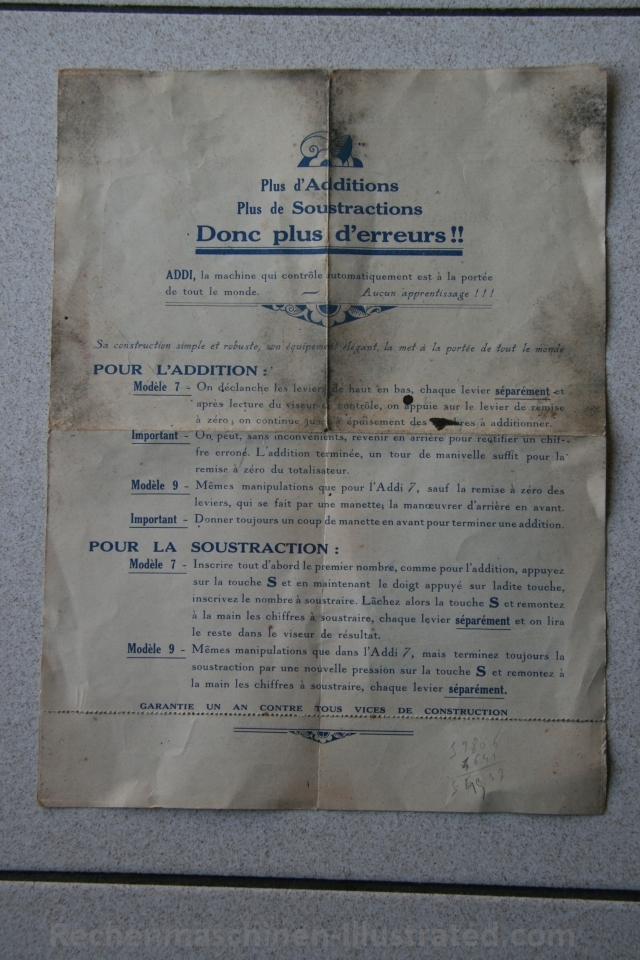 Plus d'Additions
Plus de Soustractions
Donc plus d'erreurs !!
ADDI, la machine qui contrôle automatiquement est à la portée
de tout le monde. — Aucun apprentissage ! ! !
Sa construction simple et robuste, son équipement élégant, la met à la portée de tout le monde
POUR L'ADDITION :
Modèle 7 - On déclanche les leviers de haut en bas, chaque levier séparément et
après lecture du viseur de contrôle, on appuie sur le levier de remise
à zéro ; on continue jusqu'à épuisement des à additionner.
Important - On peut, sans inconvénients, revenir en arrière pour rectifier un chif-
fre erroné. L'addition terminée, un tour de manivelle suffit pour la
remise à zéro du totalisateur.
Modèle 9 - Mêmes manipulations que pour l'Addi 7, sauf la remise à zéro des
leviers, qui se fait par une manette; la manœuvrer d'arrière en avant.
Important - Donner toujours un coup de manette en avant pour terminer une addition.
POUR LA SOUSTRACTION :
Modèle 7 - Inscrire tout d'abord le premier nombre, comme pour l'addition, appuyez
sur la touche S et en maintenant le doigt appuyé sur ladite touche,
inscrivez le nombre à soustraire. Lâchez alors la touche S et remontez
à la main les chiffres à soustraire, chaque levier séparément et on lira
le reste dans le viseur de résultat.
Modèle 9 - Mêmes manipulations que dans l'Addi 7, mais terminez toujours la
soustraction par une nouvelle pression sur la touche S et remontez à
la main les chiffres à soustraire, chaque levier séparément.
GARANTIE UN AN CONTRE TOUS VICES DE CONSTRUCTION
Rechenmaschinen-Illustrated.com